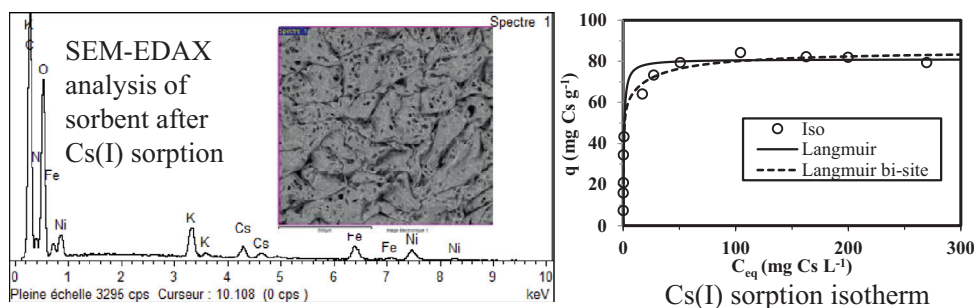 Spectre 1
K
C
O
N
Fe
Ni
SEM-EDAX
analysis of
sorbent after
Cs(I) sorption
Spectre 1
K
K
Cs
Cs
Fe
Fe
Ni
Ni
0 1 2 3 4 5 6 7 8 9 10
Pleine échelle 3295 cps Curseur : 10.108 (0 cps) keV
q (mg Cs g-1)
100
80
60
40
20
0
Iso
Langmuir
Langmuir bi-site
0 100 200 300
Ceq (mg Cs L-1)
Cs(I) sorption isotherm